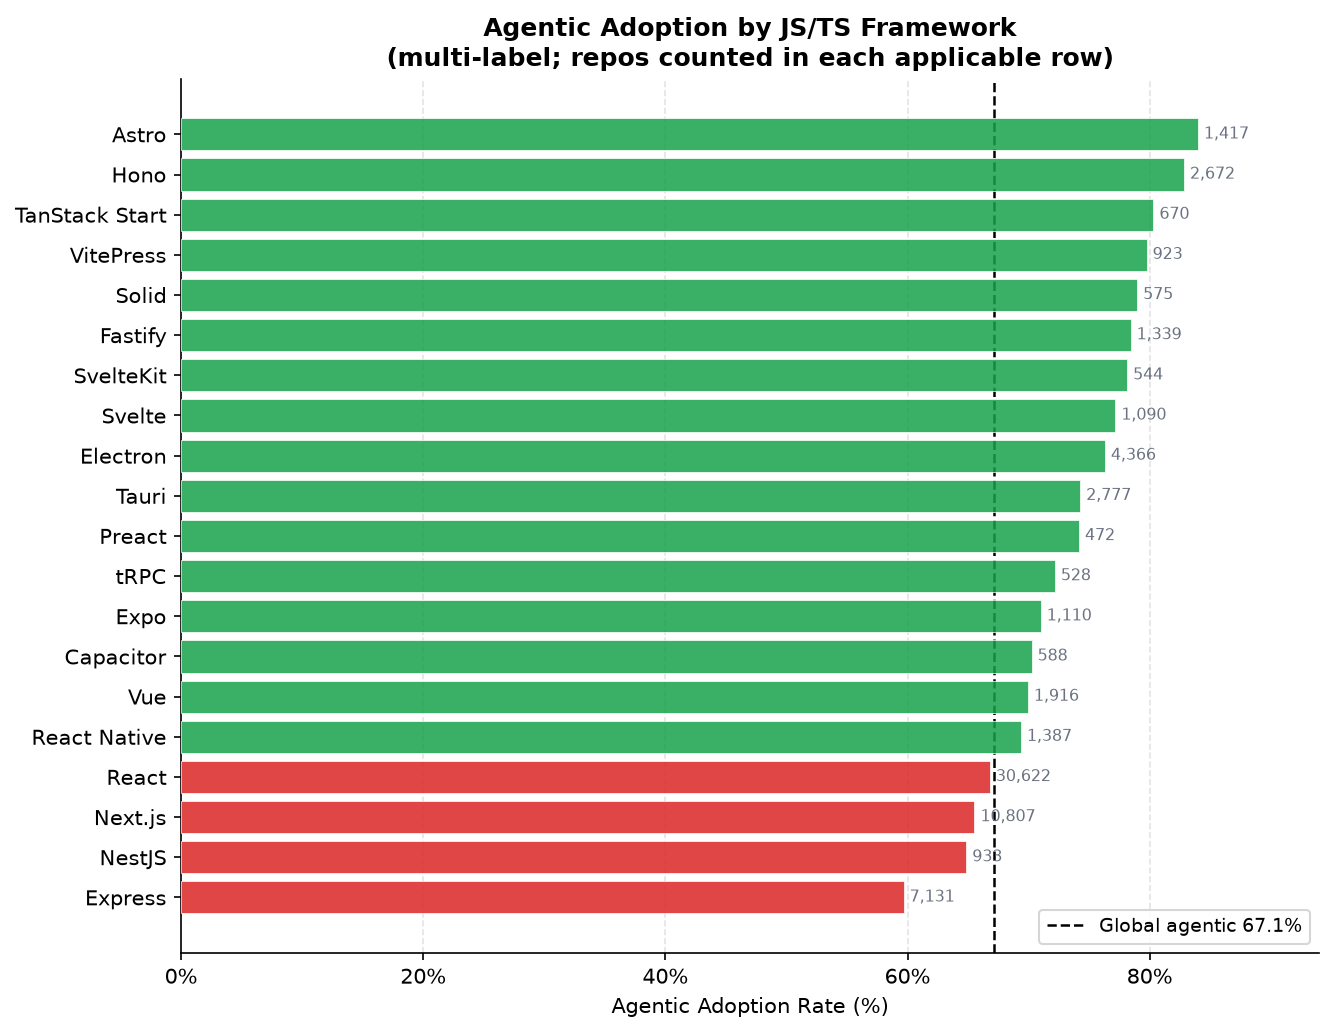 Agentic Adoption by JS/TS Framework
(multi-label; repos counted in each applicable row)
Astro 1,417
Hono 2,672
TanStack Start 670
VitePress 923
Solid 575
Fastify 1,339
SvelteKit 544
Svelte 1,090
Electron 4,366
Tauri 2,777
Preact 472
tRPC 528
Expo 1,110
Capacitor 588
Vue 1,916
React Native 1,387
React 30,622
Next.js 10,807
NestJS 933
Express 7,131
Global agentic 67.1%
0% 20% 40% 60% 80%
Agentic Adoption Rate (%)